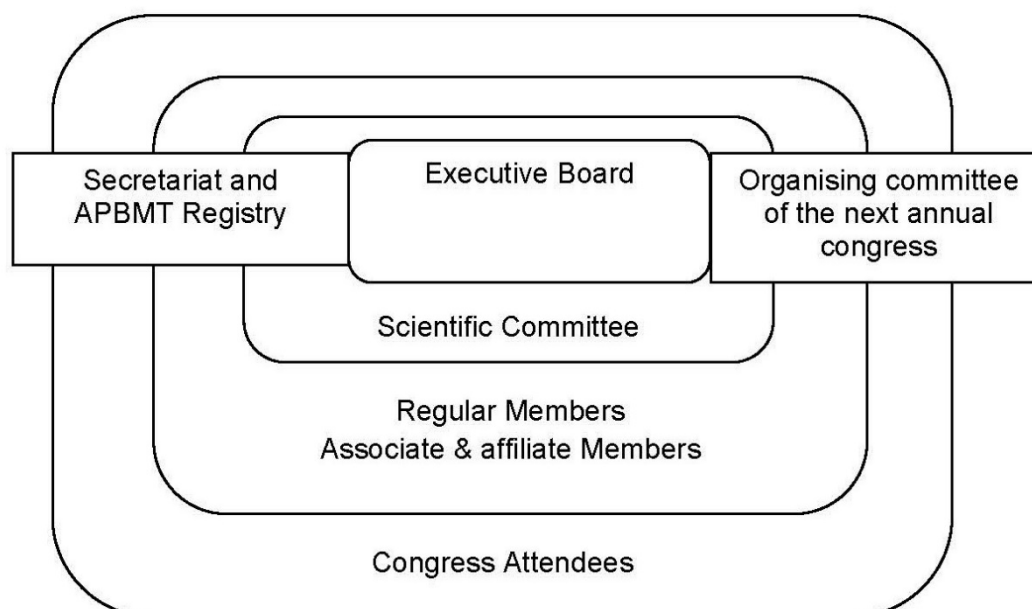 Secretariat and
APBMT Registry
Executive Board
Organising committee
of the next annual
congress
Scientific Committee
Regular Members
Associate & affiliate Members
Congress Attendees